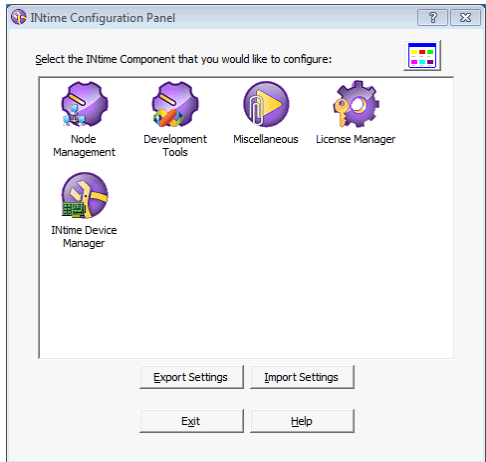 INtime Configuration Panel
Select the INtime Component that you would like to configure:
Node
Management
Development
Tools
Miscellaneous
License Manager
INtime Device
Manager
Export Settings
Import Settings
Exit
Help